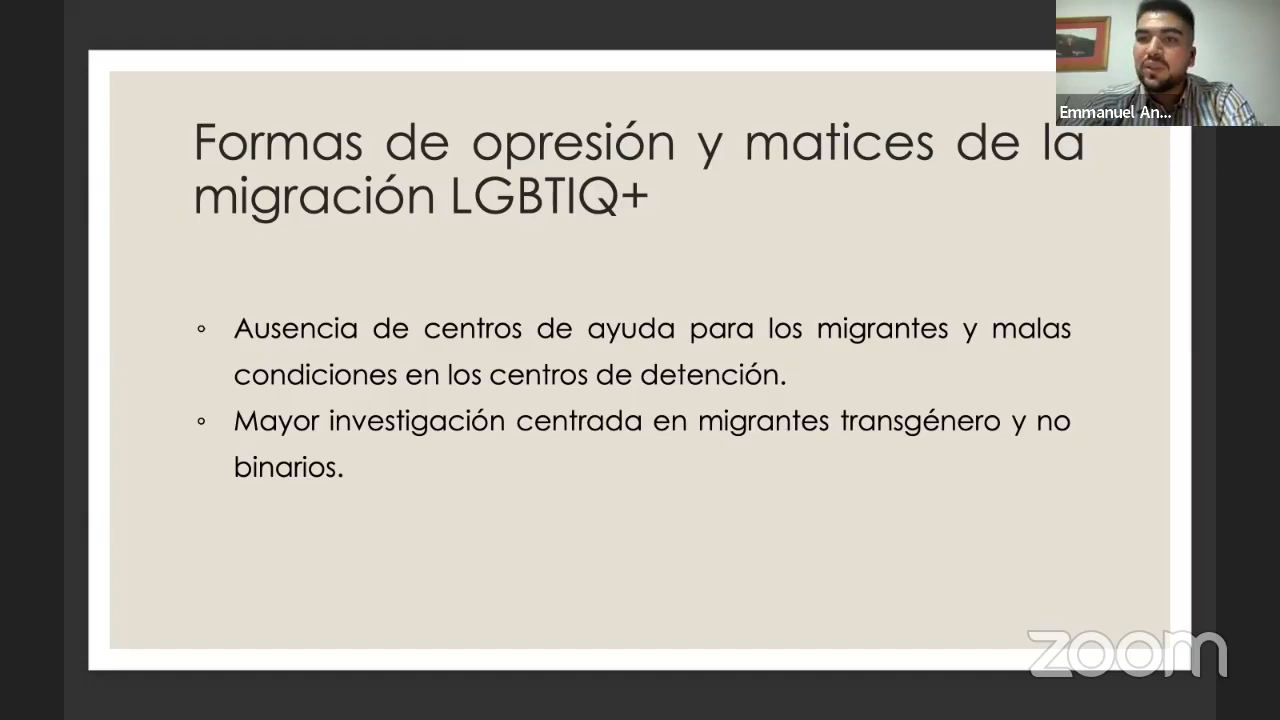 Emmanuel An...
Formas de opresión y matices de la
migración LGBTIQ+
◦ Ausencia de centros de ayuda para los migrantes y malas
condiciones en los centros de detención.
◦ Mayor investigación centrada en migrantes transgénero y no
binarios.
zoom